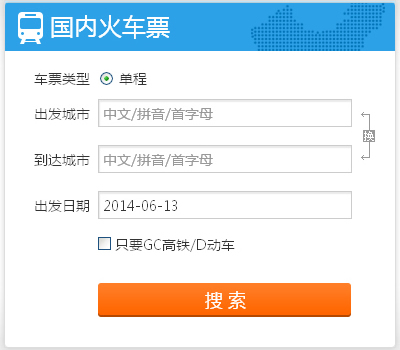 国内火车票
车票类型 单程
出发城市 中文/拼音/首字母
换
到达城市 中文/拼音/首字母
出发日期 2014-06-13
只要GC高铁/D动车
搜索